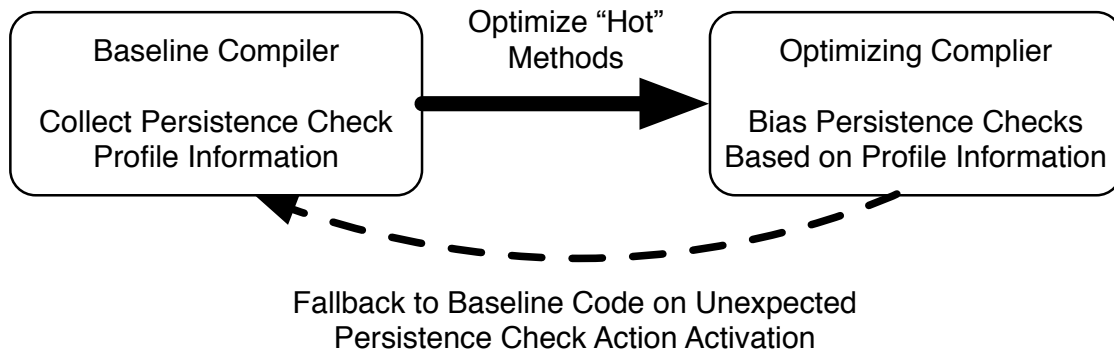 Baseline Compiler
Collect Persistence Check
Profile Information
Optimize “Hot”
Methods
Optimizing Complier
Bias Persistence Checks
Based on Profile Information
Fallback to Baseline Code on Unexpected
Persistence Check Action Activation